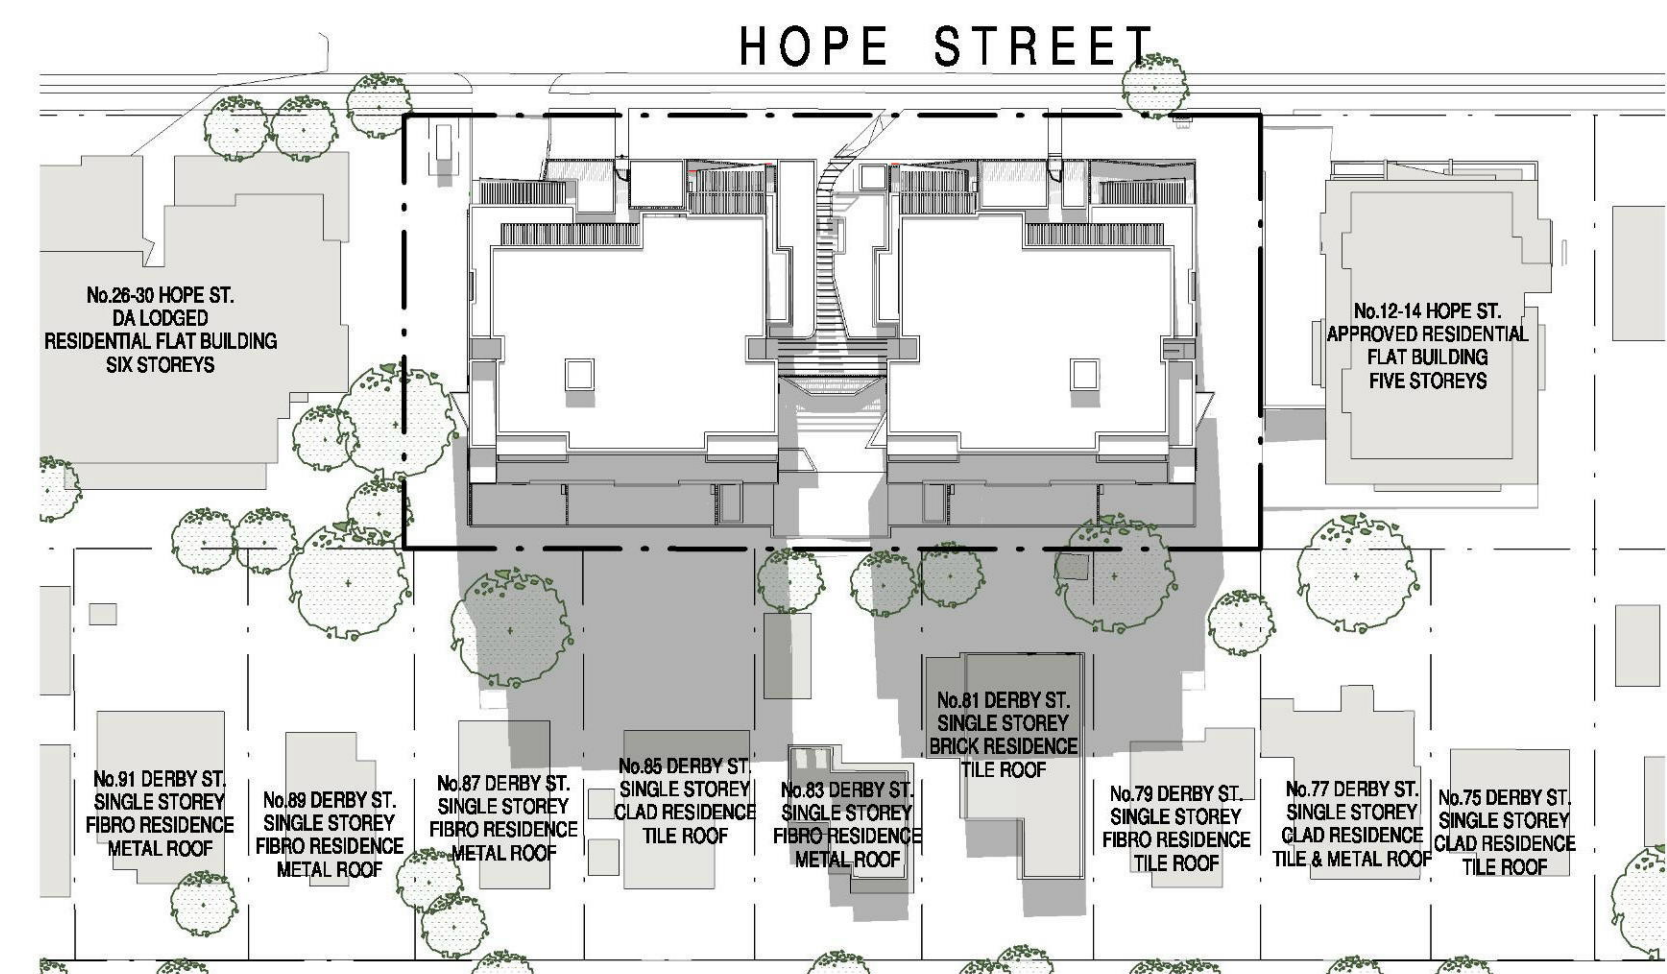 HOPE STREET
No.26-30 HOPE ST.
DA LODGED
RESIDENTIAL FLAT BUILDING
SIX STOREYS
No.12-14 HOPE ST.
APPROVED RESIDENTIAL
FLAT BUILDING
FIVE STOREYS
No.91 DERBY ST.
SINGLE STOREY
FIBRO RESIDENCE
METAL ROOF
No.89 DERBY ST.
SINGLE STOREY
FIBRO RESIDENCE
METAL ROOF
No.87 DERBY ST.
SINGLE STOREY
FIBRO RESIDENCE
METAL ROOF
No.85 DERBY ST.
SINGLE STOREY
CLAD RESIDENCE
TILE ROOF
No.83 DERBY ST.
SINGLE STOREY
FIBRO RESIDENCE
METAL ROOF
No.81 DERBY ST.
SINGLE STOREY
BRICK RESIDENCE
TILE ROOF
No.79 DERBY ST.
SINGLE STOREY
FIBRO RESIDENCE
TILE ROOF
No.77 DERBY ST.
SINGLE STOREY
CLAD RESIDENCE
TILE & METAL ROOF
No.75 DERBY ST.
SINGLE STOREY
CLAD RESIDENCE
TILE ROOF